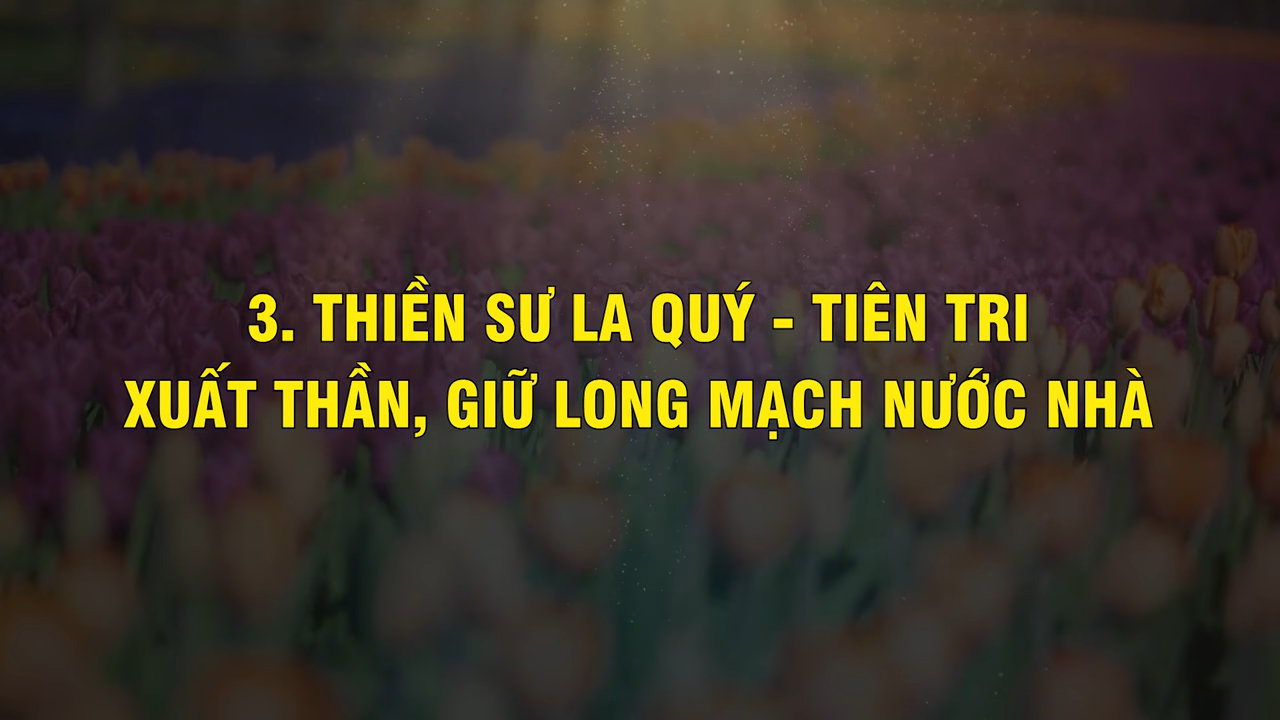 3. THIỀN SƯ LA QUÝ - TIÊN TRI
XUẤT THẦN, GIỮ LONG MẠCH NƯỚC NHÀ